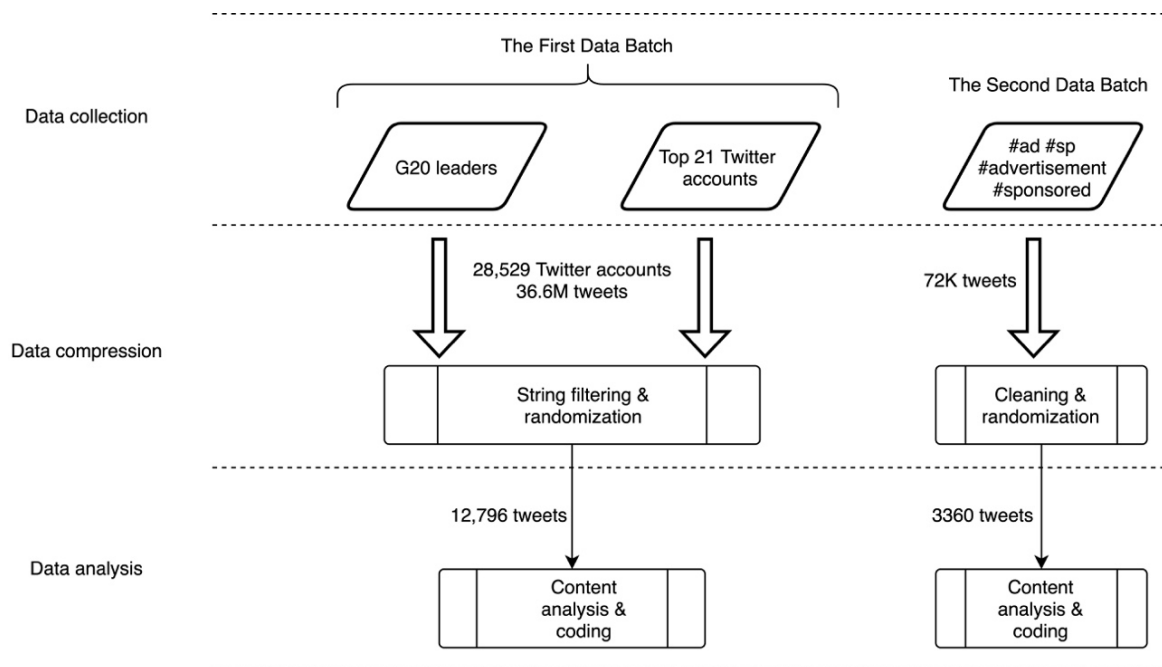 The First Data Batch
The Second Data Batch
Data collection
G20 leaders
Top 21 Twitter
accounts
#ad #sp
#advertisement
#sponsored
28,529 Twitter accounts
36.6M tweets
72K tweets
Data compression
String filtering &
randomization
Cleaning &
randomization
12,796 tweets
3360 tweets
Data analysis
Content
analysis &
coding
Content
analysis &
coding